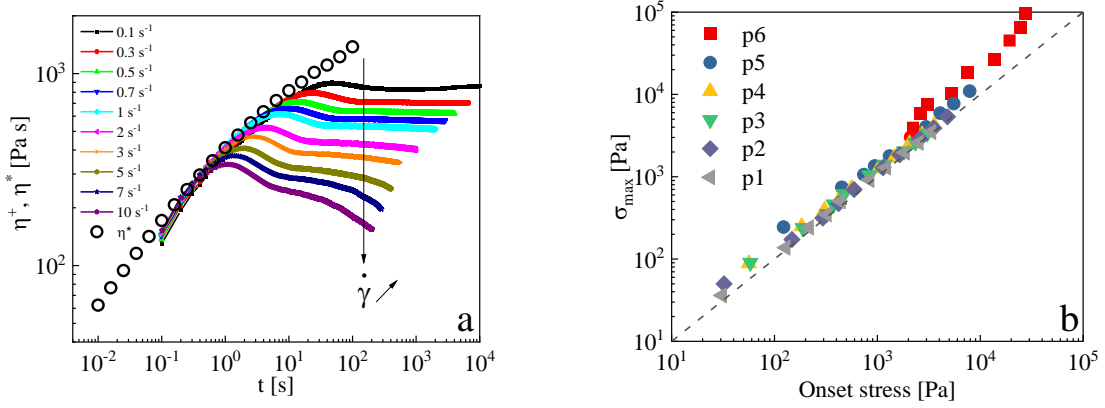 0.1 s⁻¹
0.3 s⁻¹
0.5 s⁻¹
0.7 s⁻¹
1 s⁻¹
2 s⁻¹
3 s⁻¹
5 s⁻¹
7 s⁻¹
10 s⁻¹
η*
10³
10²
η⁺, η* [Pa s]
γ̇
a
10⁻² 10⁻¹ 10⁰ 10¹ 10² 10³ 10⁴
t [s]
p6
p5
p4
p3
p2
p1
10⁵
10⁴
10³
10²
10¹
σmax [Pa]
b
10¹ 10² 10³ 10⁴ 10⁵
Onset stress [Pa]